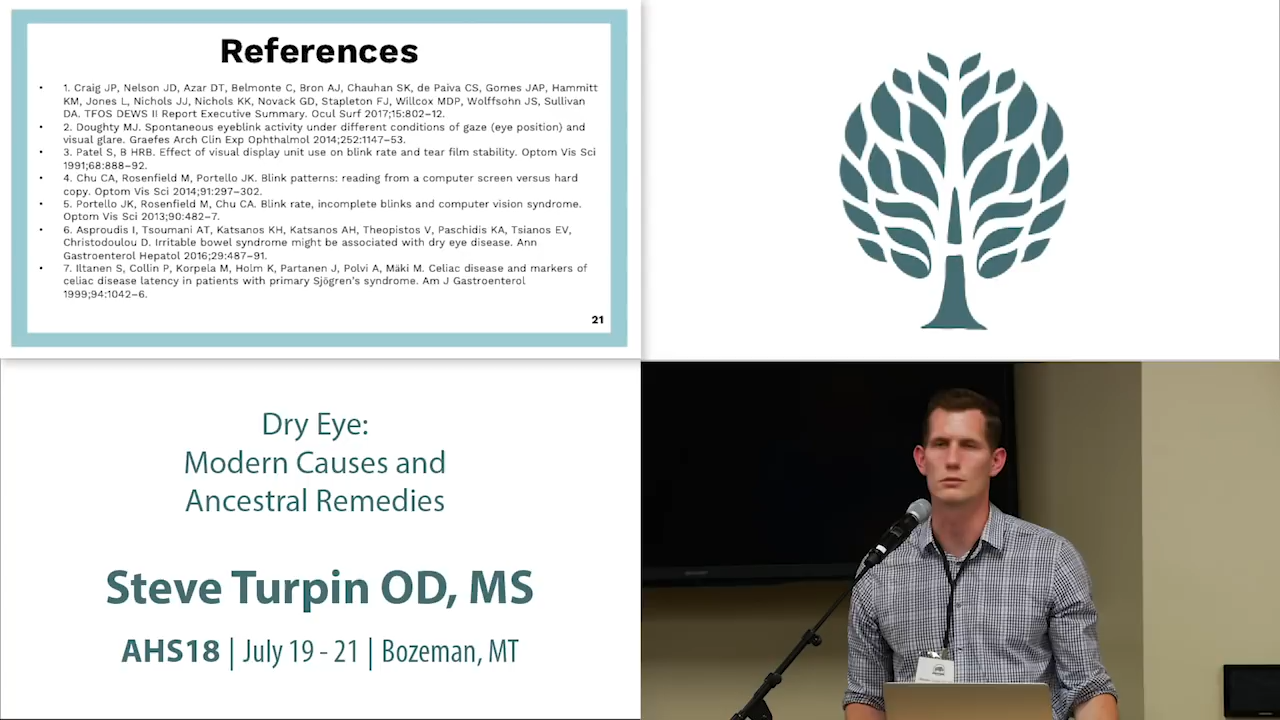 References
• 1. Craig JP, Nelson JD, Azar DT, Belmonte C, Bron AJ, Chauhan SK, de Paiva CS, Gomes JAP, Hammitt
KM, Jones L, Nichols JJ, Nichols KK, Novack GD, Stapleton FJ, Willcox MDP, Wolffsohn JS, Sullivan
DA. TFOS DEWS II Report Executive Summary. Ocul Surf 2017;15:802–12.
• 2. Doughty MJ. Spontaneous eyeblink activity under different conditions of gaze (eye position) and
visual glare. Graefes Arch Clin Exp Ophthalmol 2014;252:1147–53.
• 3. Patel S, B HRB. Effect of visual display unit use on blink rate and tear film stability. Optom Vis Sci
1991;68:888–92.
• 4. Chu CA, Rosenfield M, Portello JK. Blink patterns: reading from a computer screen versus hard
copy. Optom Vis Sci 2014;91:297–302.
• 5. Portello JK, Rosenfield M, Chu CA. Blink rate, incomplete blinks and computer vision syndrome.
Optom Vis Sci 2013;90:482–7.
• 6. Asproudis I, Tsoumani AT, Katsanos KH, Katsanos AH, Theopistos V, Paschidis KA, Tsianos EV,
Christodoulou D. Irritable bowel syndrome might be associated with dry eye disease. Ann
Gastroenterol Hepatol 2016;29:487–91.
• 7. Iltanen S, Collin P, Korpela M, Holm K, Partanen J, Polvi A, Mäki M. Celiac disease and markers of
celiac disease latency in patients with primary Sjögren's syndrome. Am J Gastroenterol
1999;94:1042–6.
21
Dry Eye:
Modern Causes and
Ancestral Remedies
Steve Turpin OD, MS
AHS18 | July 19 - 21 | Bozeman, MT